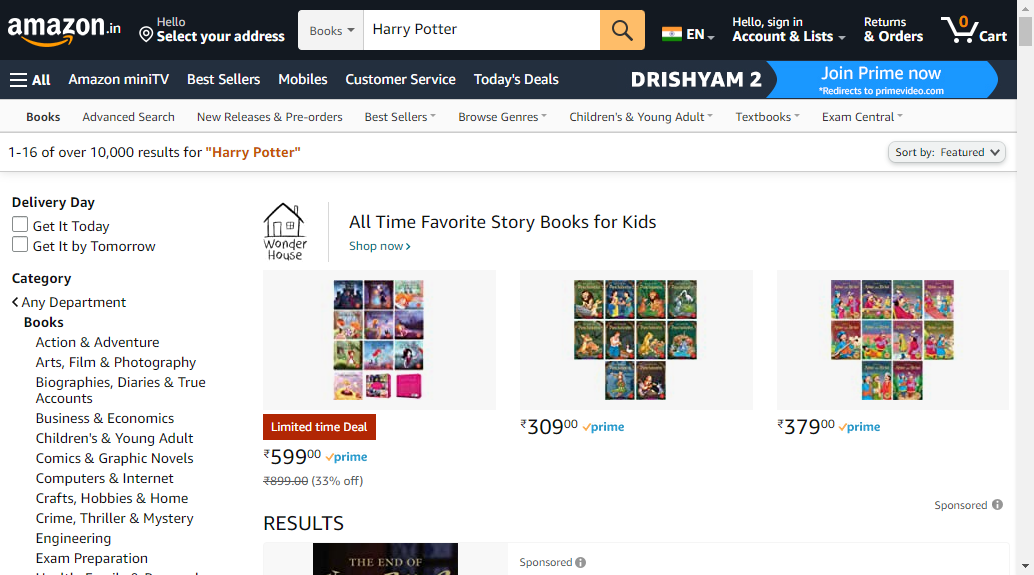 amazon.in
Hello
Select your address
Books
Harry Potter
EN
Hello, sign in
Account & Lists
Returns
& Orders
0
Cart
All
Amazon miniTV
Best Sellers
Mobiles
Customer Service
Today's Deals
DRISHYAM 2
Join Prime now
*Redirects to primevideo.com
Books
Advanced Search
New Releases & Pre-orders
Best Sellers
Browse Genres
Children's & Young Adult
Textbooks
Exam Central
1-16 of over 10,000 results for "Harry Potter"
Sort by: Featured
Delivery Day
Get It Today
Get It by Tomorrow
Category
Any Department
Books
Action & Adventure
Arts, Film & Photography
Biographies, Diaries & True
Accounts
Business & Economics
Children's & Young Adult
Comics & Graphic Novels
Computers & Internet
Crafts, Hobbies & Home
Crime, Thriller & Mystery
Engineering
Exam Preparation
Wonder
House
All Time Favorite Story Books for Kids
Shop now
Limited time Deal
₹599.00 prime
₹899.00 (33% off)
₹309.00 prime
₹379.00 prime
Sponsored
RESULTS
THE END OF
Sponsored